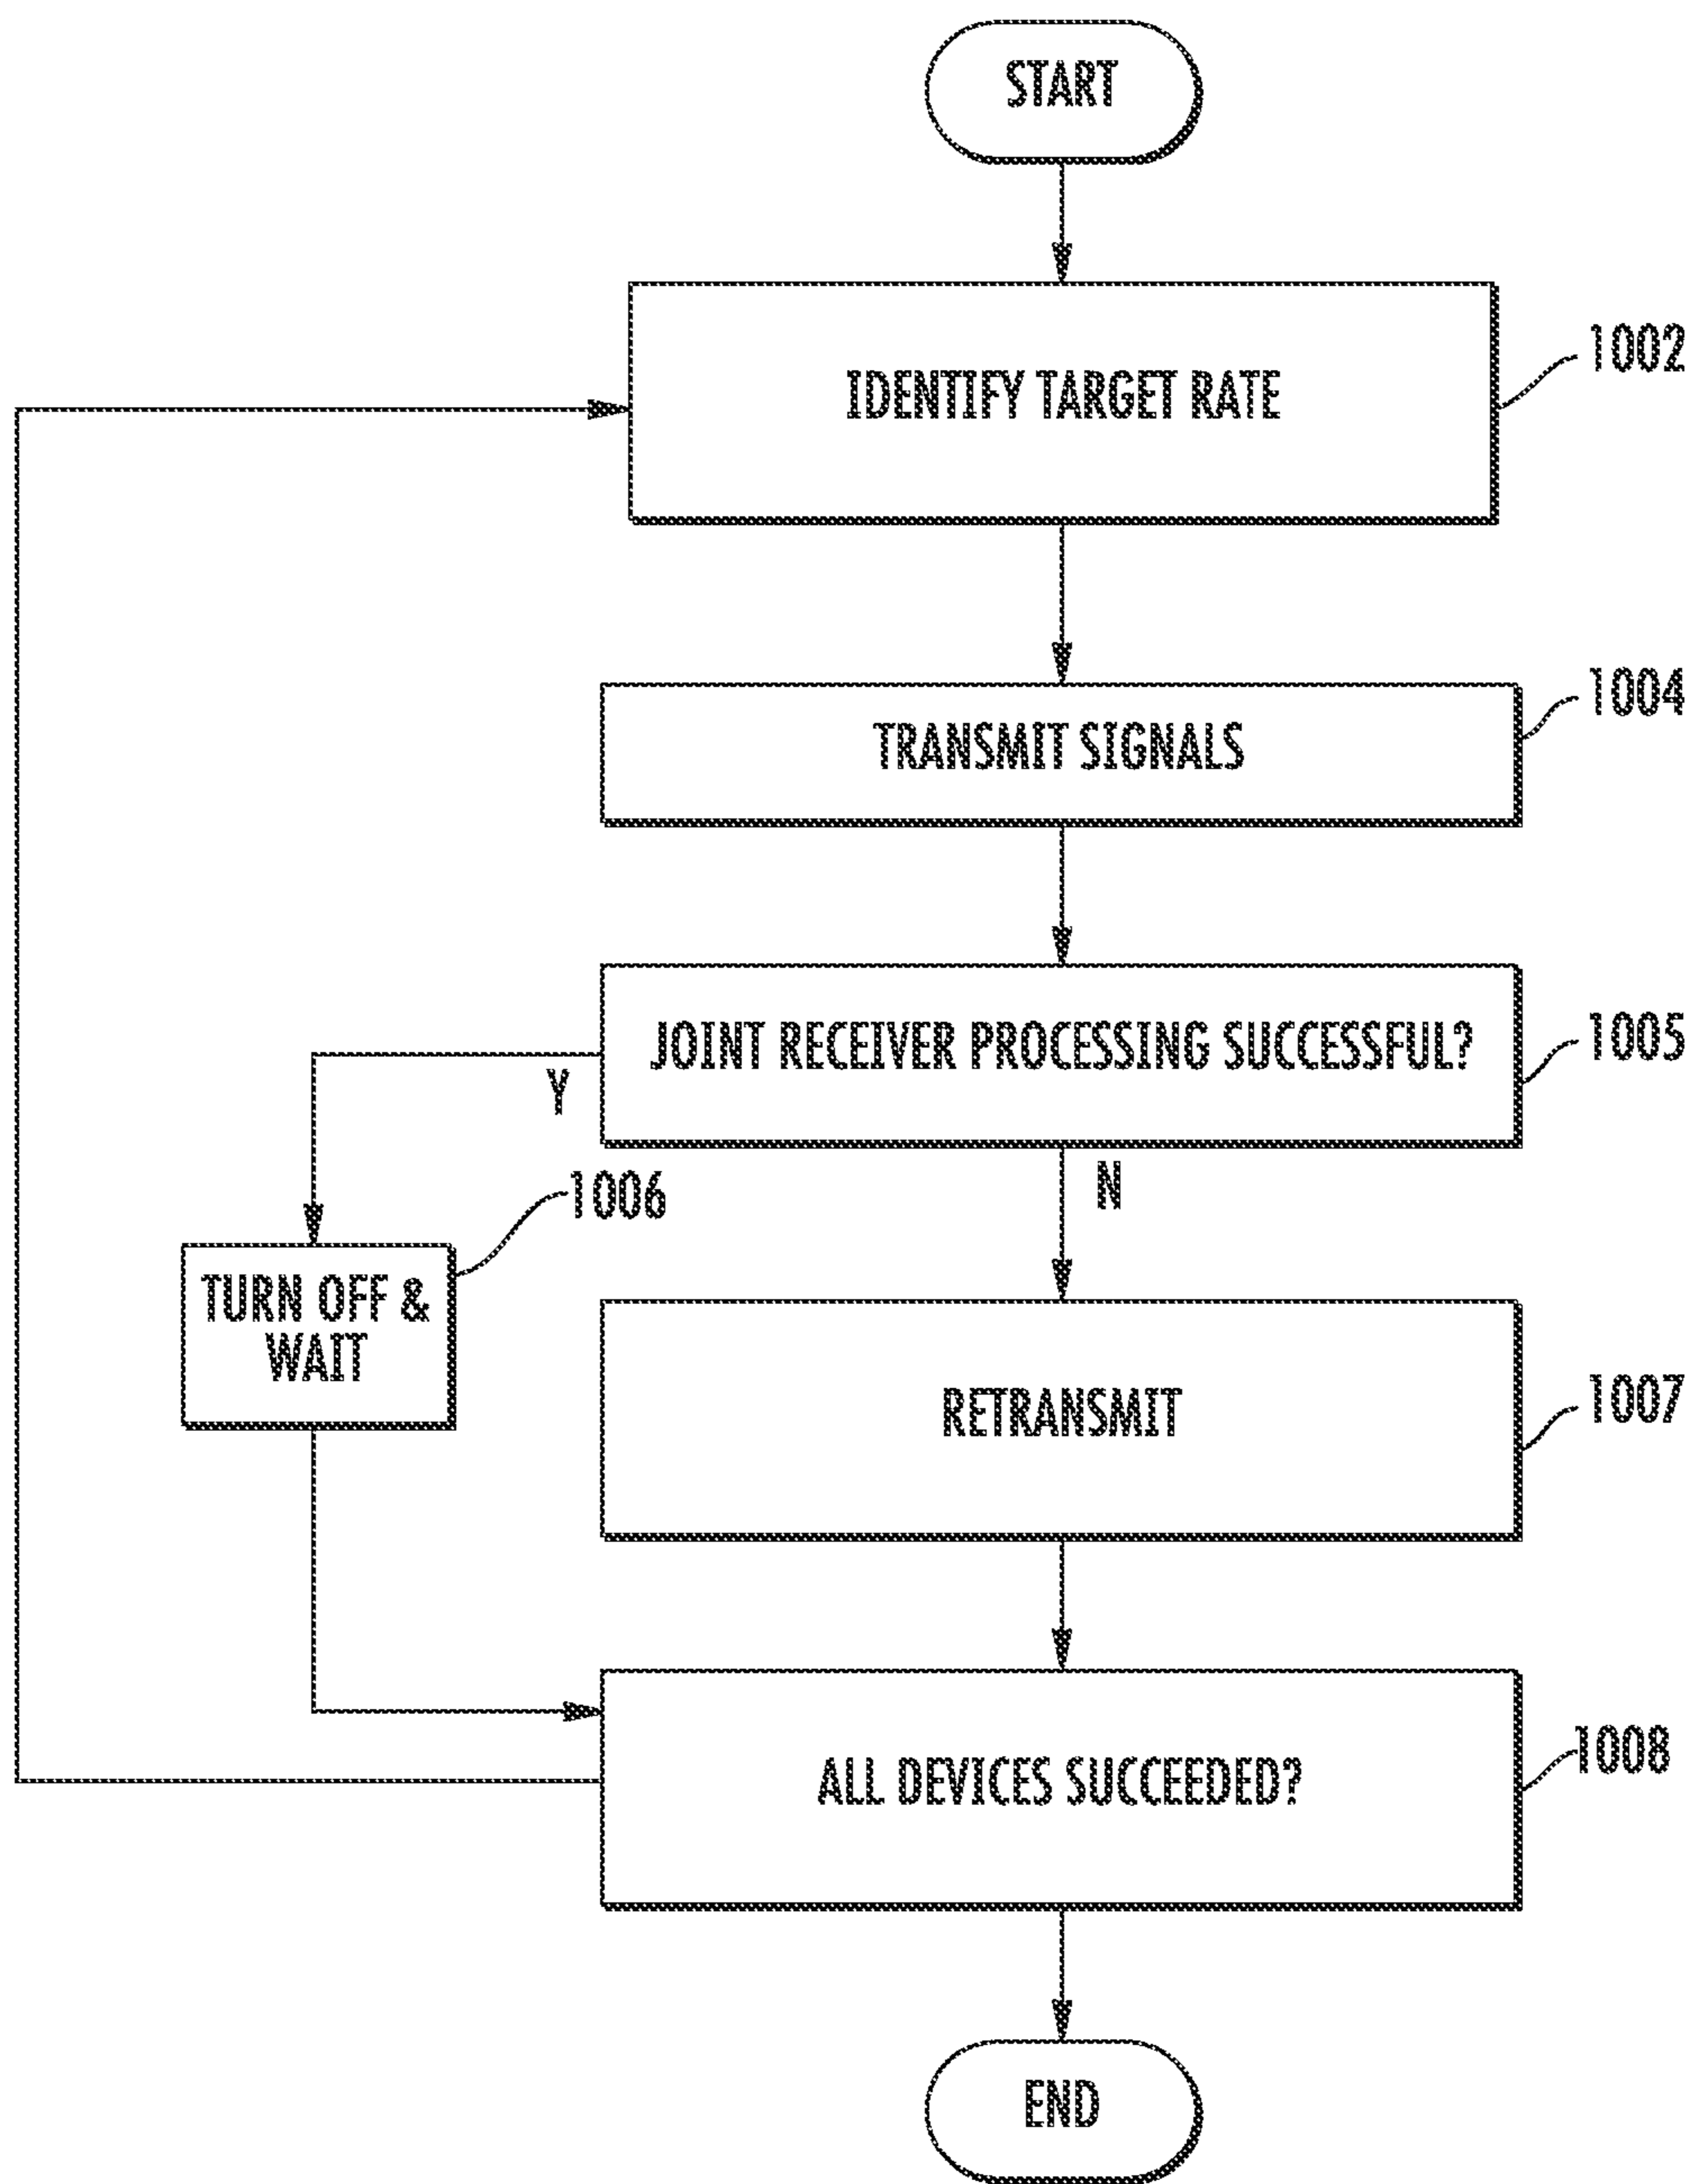 START
IDENTIFY TARGET RATE
1002
TRANSMIT SIGNALS
1004
JOINT RECEIVER PROCESSING SUCCESSFUL?
1005
Y
N
1006
TURN OFF &
WAIT
RETRANSMIT
1007
ALL DEVICES SUCCEEDED?
1008
END